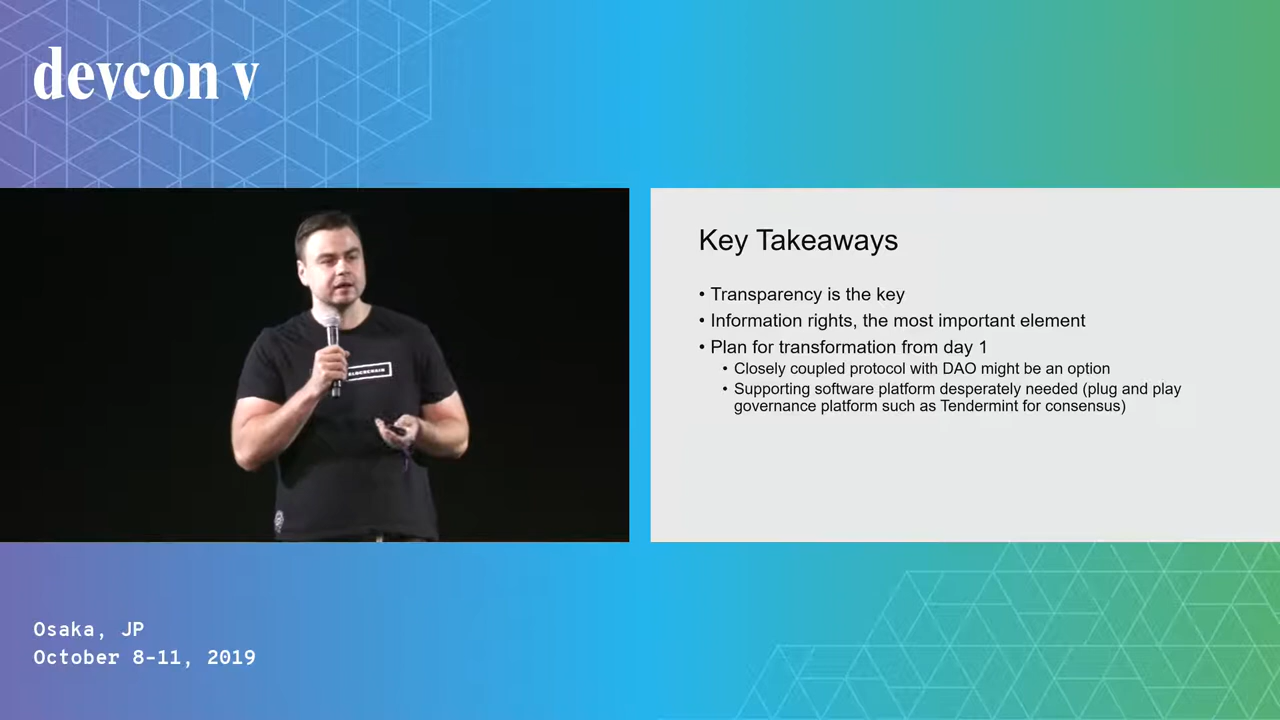 devcon v
Key Takeaways
• Transparency is the key
• Information rights, the most important element
• Plan for transformation from day 1
• Closely coupled protocol with DAO might be an option
• Supporting software platform desperately needed (plug and play
governance platform such as Tendermint for consensus)
Osaka, JP
October 8-11, 2019